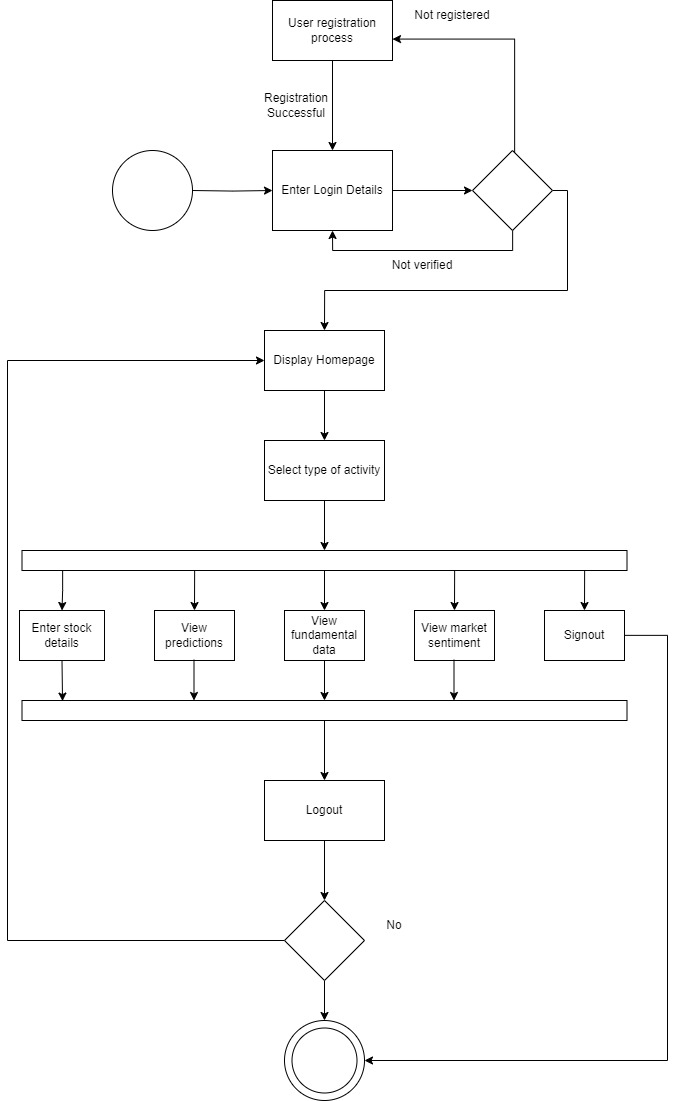 Not registered
User registration
process
Registration
Successful
Enter Login Details
Not verified
Display Homepage
Select type of activity
Enter stock
details
View
predictions
View
fundamental
data
View market
sentiment
Signout
Logout
No